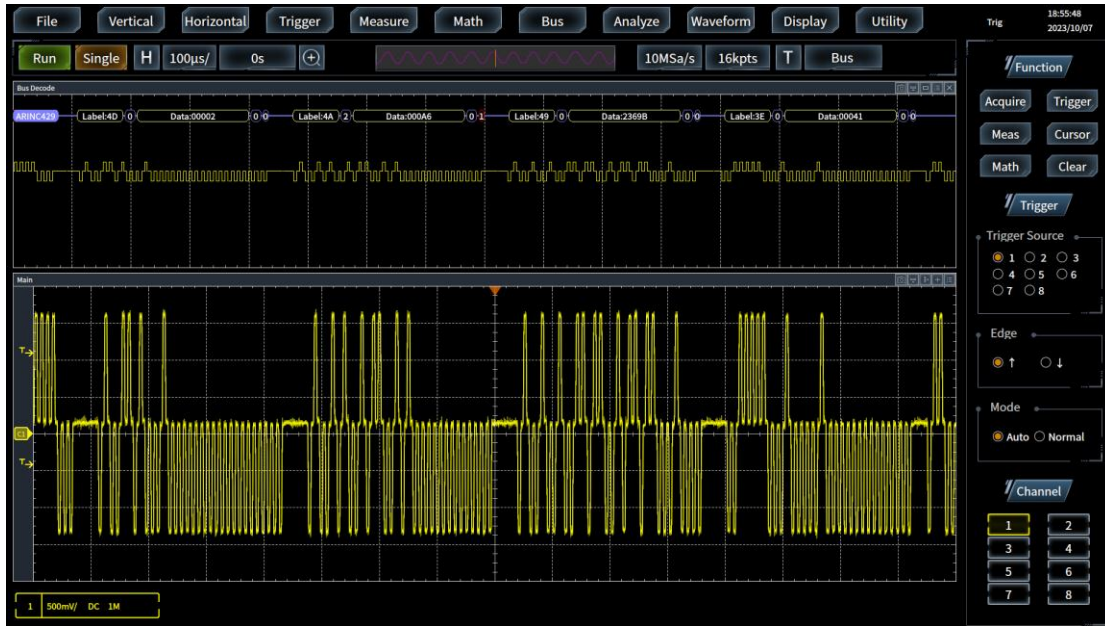 File Vertical Horizontal Trigger Measure Math Bus Analyze Waveform Display Utility Trig 18:55:48
2023/10/07
Run Single H 100μs/ 0s 10MSa/s 16kpts T Bus
Function
Bus Decode
Acquire Trigger
ARINC429 Label:4D 0 Data:00002 0 0 Label:4A 2 Data:000A6 0 1 Label:49 0 Data:2369B 0 0 Label:3E 0 Data:00041 0 0
Meas Cursor
Math Clear
Trigger
Trigger Source
1 2 3
4 5 6
7 8
Main
Edge
↑ ↓
T
Mode
Auto Normal
C1
T
Channel
1 2
3 4
5 6
7 8
1 500mV/ DC 1M